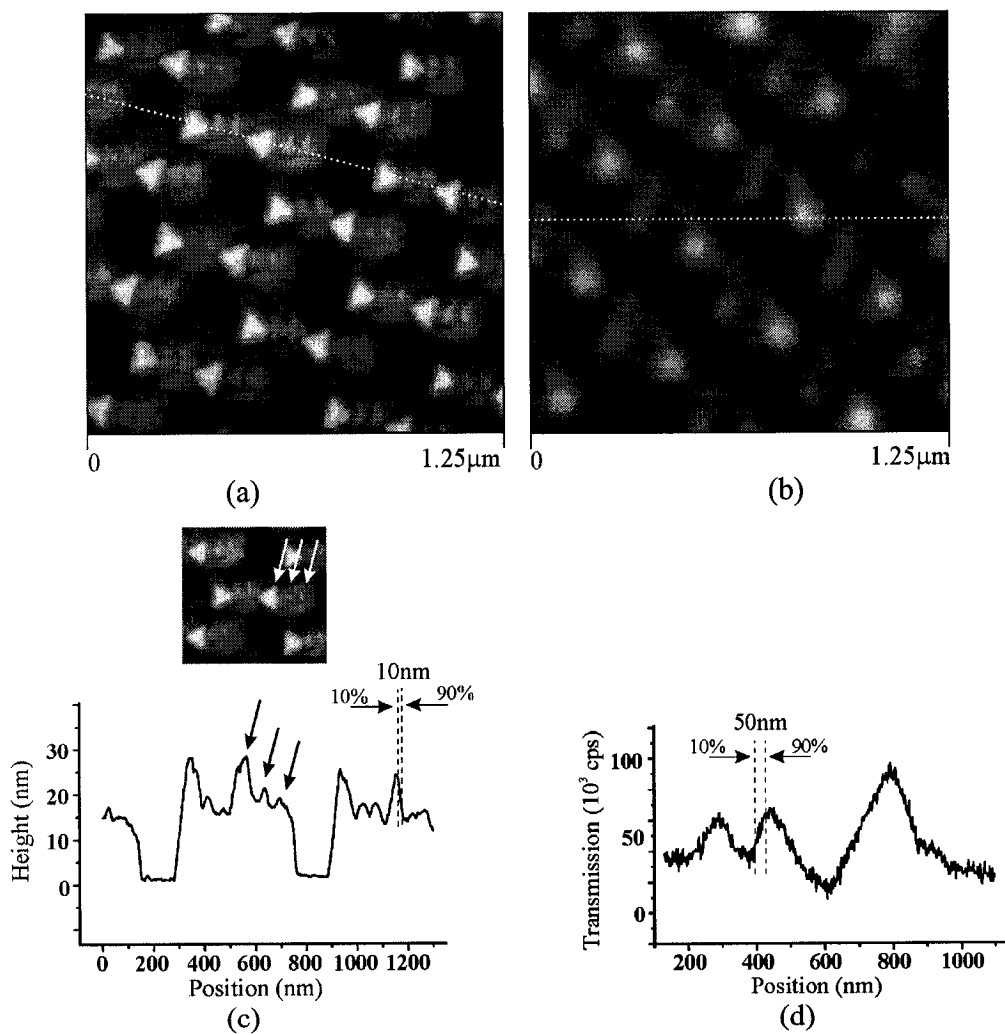 0 1.25μm
(a)
0 1.25μm
(b)
10nm
10% 90%
30
20
10
0
Height (nm)
0 200 400 600 800 1000 1200
Position (nm)
(c)
50nm
10% 90%
100
50
0
Transmission (10³ cps)
200 400 600 800 1000
Position (nm)
(d)